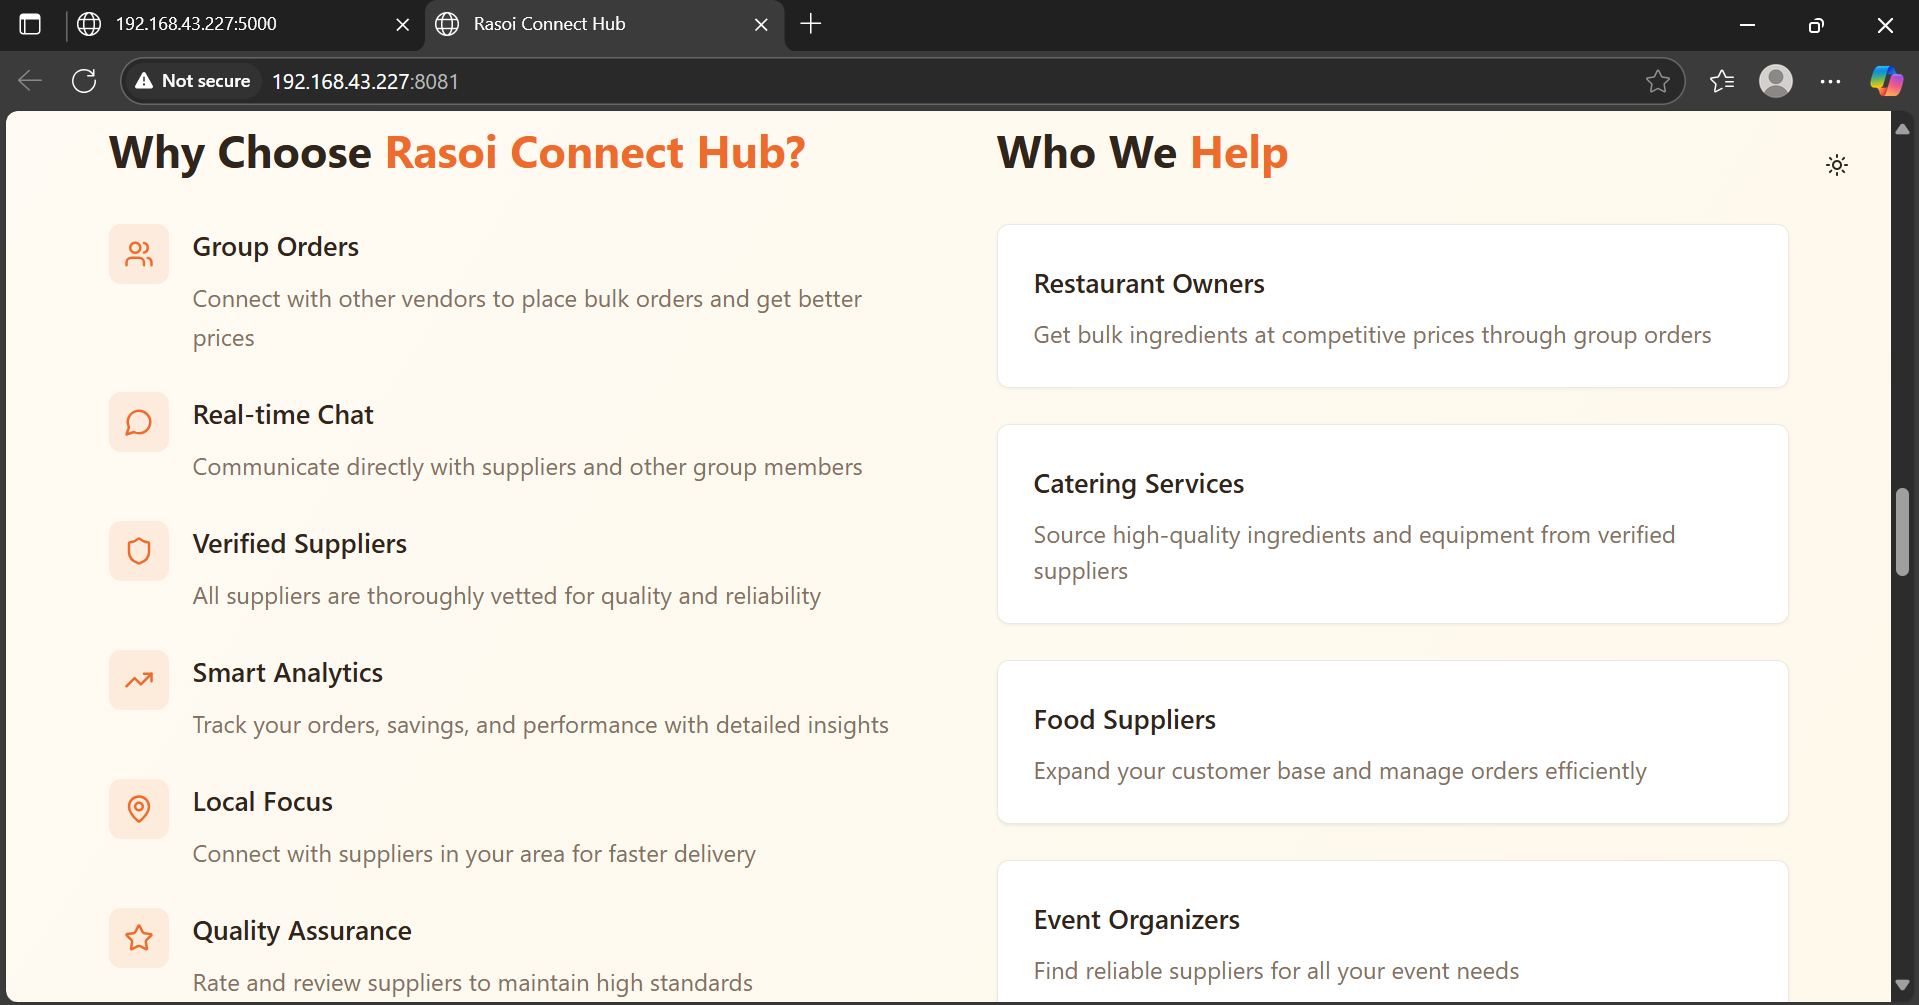 192.168.43.227:5000
Rasoi Connect Hub
Not secure
192.168.43.227:8081
Why Choose Rasoi Connect Hub?
Group Orders
Connect with other vendors to place bulk orders and get better
prices
Real-time Chat
Communicate directly with suppliers and other group members
Verified Suppliers
All suppliers are thoroughly vetted for quality and reliability
Smart Analytics
Track your orders, savings, and performance with detailed insights
Local Focus
Connect with suppliers in your area for faster delivery
Quality Assurance
Rate and review suppliers to maintain high standards
Who We Help
Restaurant Owners
Get bulk ingredients at competitive prices through group orders
Catering Services
Source high-quality ingredients and equipment from verified
suppliers
Food Suppliers
Expand your customer base and manage orders efficiently
Event Organizers
Find reliable suppliers for all your event needs